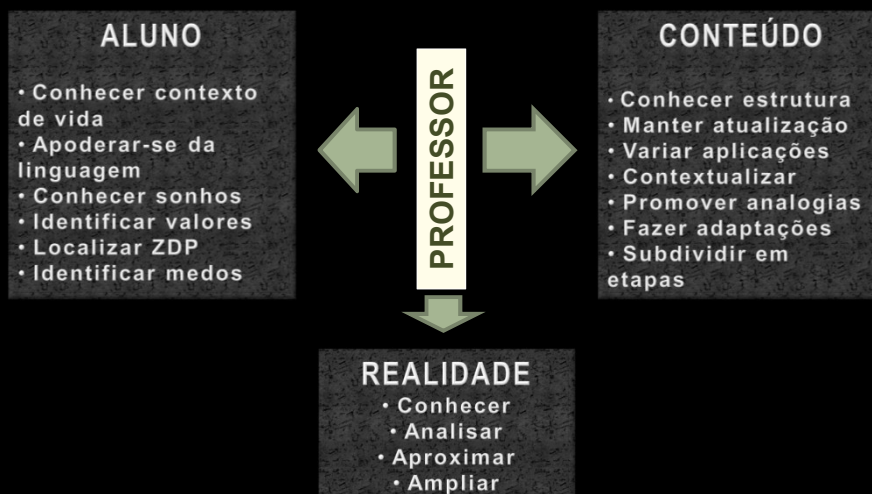 ALUNO
• Conhecer contexto
de vida
• Apoderar-se da
linguagem
• Conhecer sonhos
• Identificar valores
• Localizar ZDP
• Identificar medos
PROFESSOR
CONTEÚDO
• Conhecer estrutura
• Manter atualização
• Variar aplicações
• Contextualizar
• Promover analogias
• Fazer adaptações
• Subdividir em
etapas
REALIDADE
• Conhecer
• Analisar
• Aproximar
• Ampliar